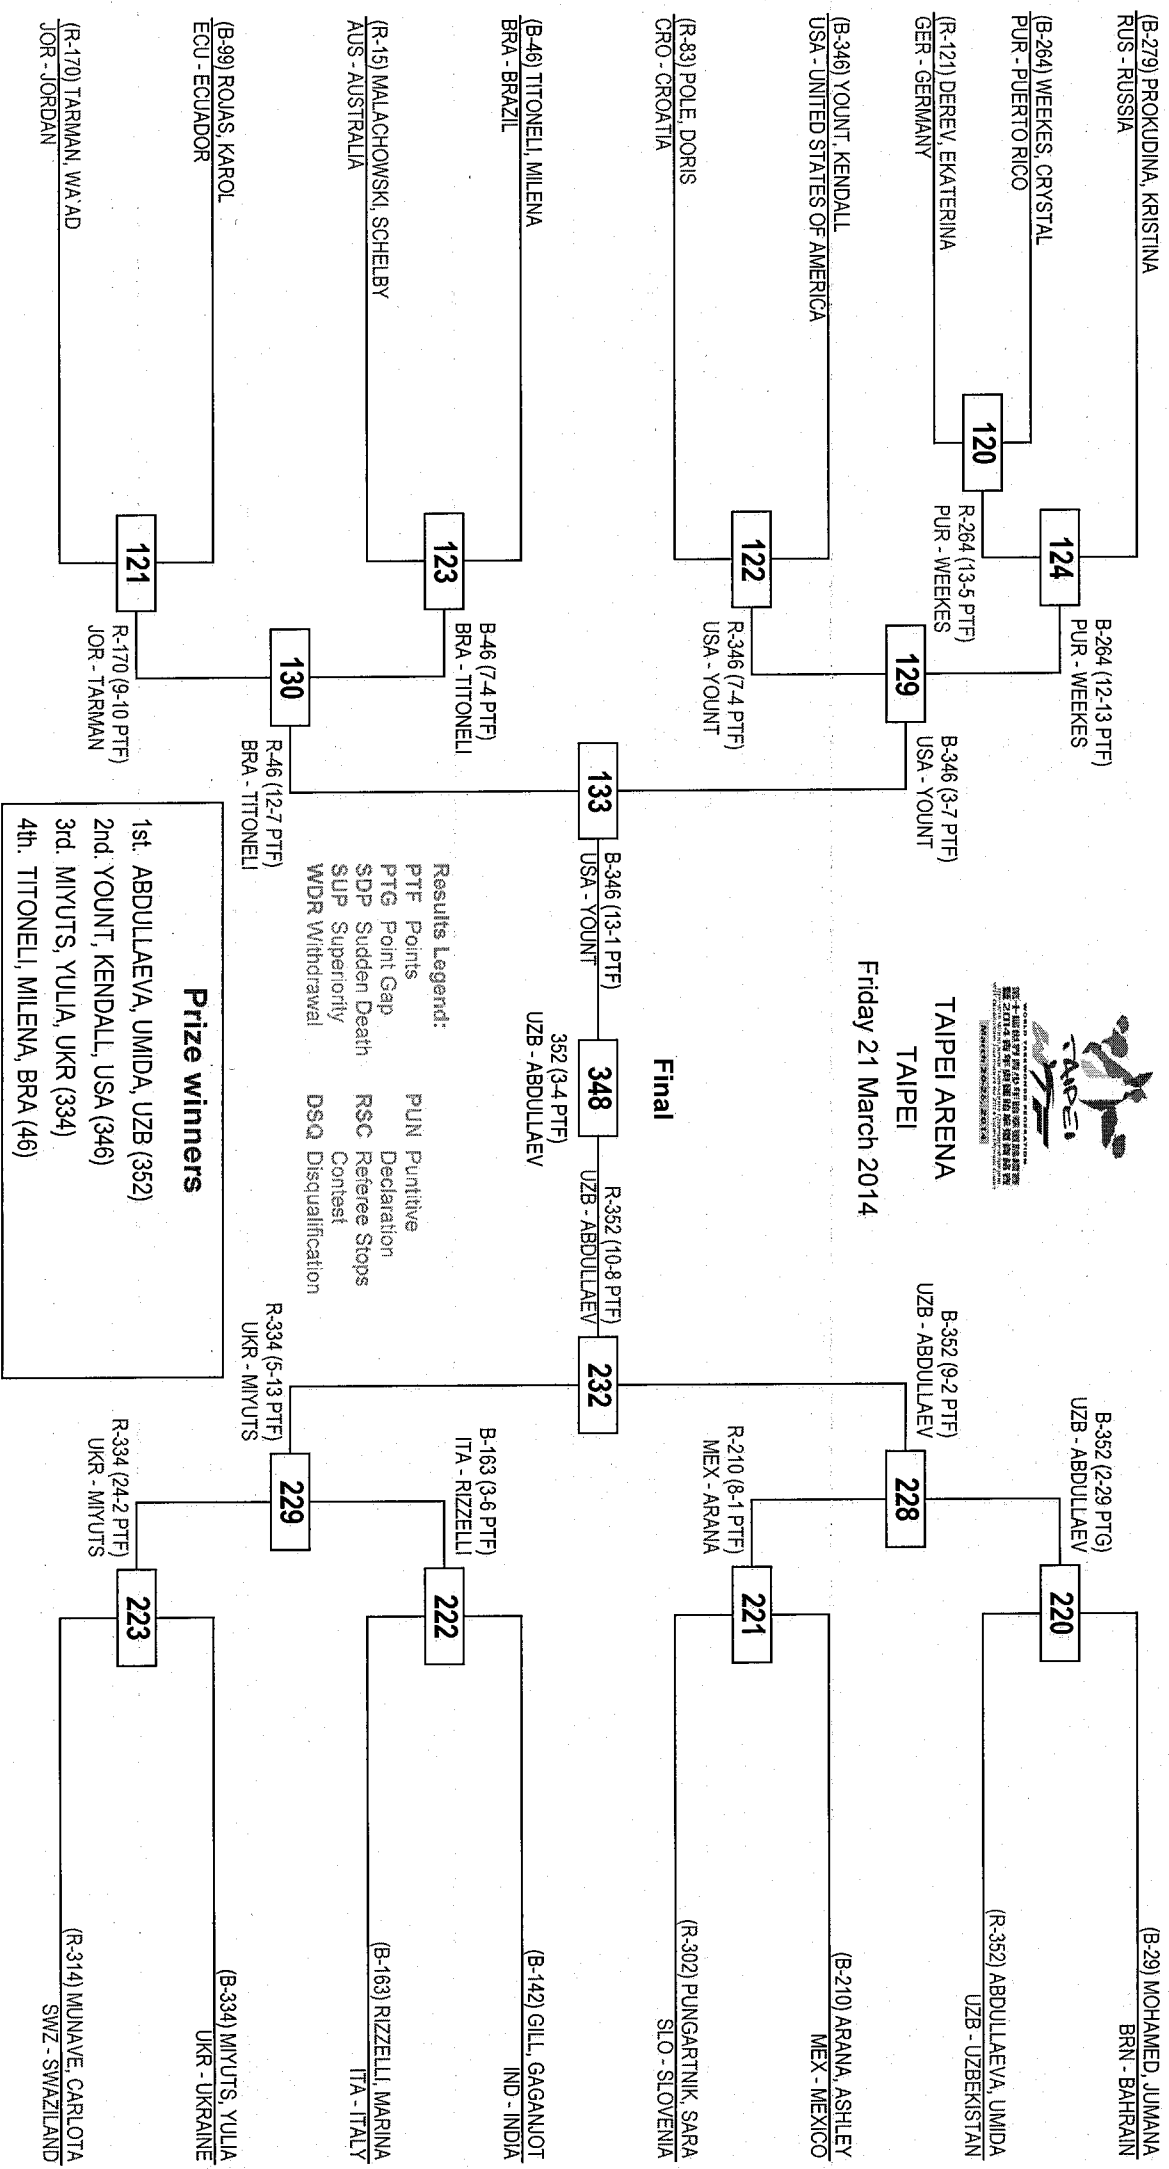 WORLD TAEKWONDO FEDERATION
TAIPEI
March 20-26, 2014
TAIPEI ARENA
TAIPEI
Friday 21 March 2014
Final
(B-279) PROKUDINA, KRISTINA
RUS - RUSSIA
(B-264) WEEKES, CRYSTAL
PUR - PUERTO RICO
(R-121) DEREV, EKATERINA
GER - GERMANY
(B-346) YOUNT, KENDALL
USA - UNITED STATES OF AMERICA
(R-83) POLE, DORIS
CRO - CROATIA
(B-46) TITONELI, MILENA
BRA - BRAZIL
(R-15) MALACHOWSKI, SCHELBY
AUS - AUSTRALIA
(B-99) ROJAS, KAROL
ECU - ECUADOR
(R-170) TARMAN, WA`AD
JOR - JORDAN
120
R-264 (13-5 PTF)
PUR - WEEKES
124
B-264 (12-13 PTF)
PUR - WEEKES
122
R-346 (7-4 PTF)
USA - YOUNT
123
B-46 (7-4 PTF)
BRA - TITONELI
121
R-170 (9-10 PTF)
JOR - TARMAN
129
B-346 (3-7 PTF)
USA - YOUNT
130
R-46 (12-7 PTF)
BRA - TITONELI
133
B-346 (13-1 PTF)
USA - YOUNT
348
352 (3-4 PTF)
UZB - ABDULLAEV
R-352 (10-8 PTF)
UZB - ABDULLAEV
232
B-352 (9-2 PTF)
UZB - ABDULLAEV
228
R-334 (5-13 PTF)
UKR - MIYUTS
229
B-352 (2-29 PTG)
UZB - ABDULLAEV
220
R-210 (8-1 PTF)
MEX - ARANA
221
B-163 (3-6 PTF)
ITA - RIZZELLI
222
R-334 (24-2 PTF)
UKR - MIYUTS
223
(B-29) MOHAMED, JUMANA
BRN - BAHRAIN
(R-352) ABDULLAEVA, UMIDA
UZB - UZBEKISTAN
(B-210) ARANA, ASHLEY
MEX - MEXICO
(R-302) PUNGARTNIK, SARA
SLO - SLOVENIA
(B-142) GILL, GAGANJOT
IND - INDIA
(B-163) RIZZELLI, MARINA
ITA - ITALY
(B-334) MIYUTS, YULIA
UKR - UKRAINE
(R-314) MUNAVE, CARLOTA
SWZ - SWAZILAND
Results Legend:
PTF Points PUN Puntitive
PTG Point Gap Declaration
SDP Sudden Death RSC Referee Stops
SUP Superiority Contest
WDR Withdrawal DSQ Disqualification
Prize winners
1st. ABDULLAEVA, UMIDA, UZB (352)
2nd. YOUNT, KENDALL, USA (346)
3rd. MIYUTS, YULIA, UKR (334)
4th. TITONELI, MILENA, BRA (46)